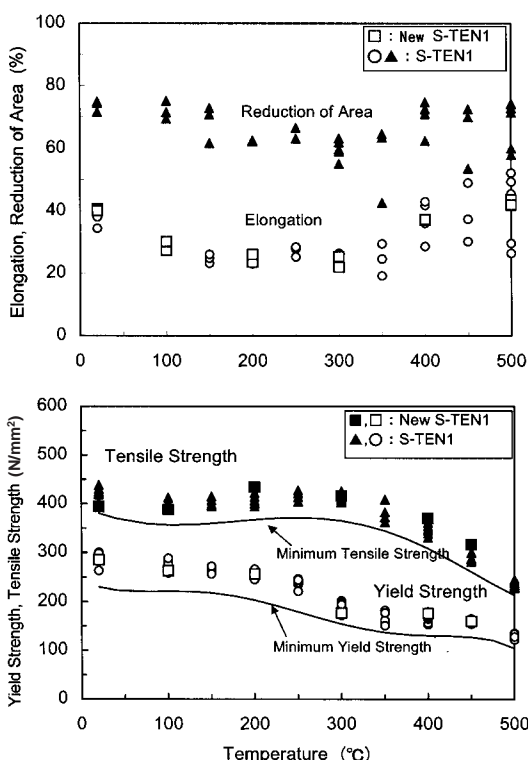 100
80
60
40
20
0
Elongation, Reduction of Area (%)
□ : New S-TEN1
○ ▲ : S-TEN1
Reduction of Area
Elongation
0 100 200 300 400 500
600
500
400
300
200
100
0
Yield Strength, Tensile Strength (N/mm²)
■,□ : New S-TEN1
▲,○ : S-TEN1
Tensile Strength
Minimum Tensile Strength
Yield Strength
Minimum Yield Strength
0 100 200 300 400 500
Temperature (℃)